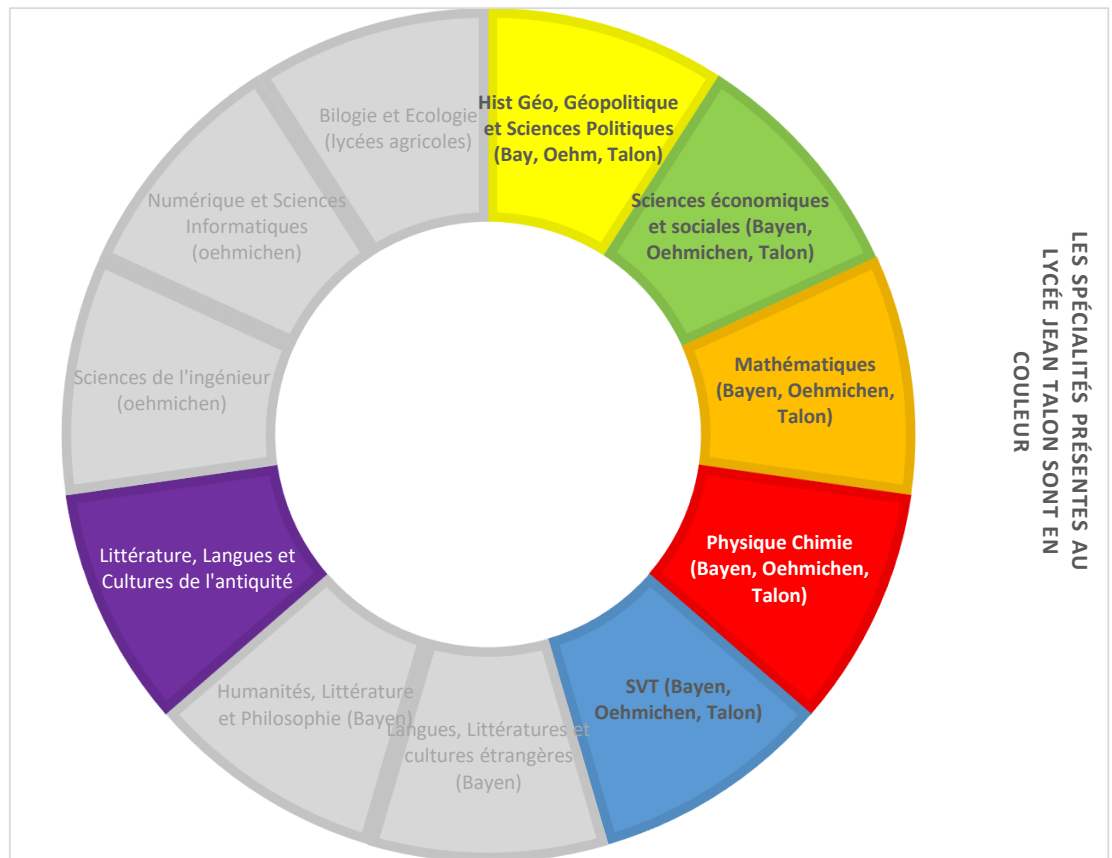 Hist Géo, Géopolitique
et Sciences Politiques
(Bay, Oehm, Talon)
Sciences économiques
et sociales (Bayen,
Oehmichen, Talon)
Mathématiques
(Bayen, Oehmichen,
Talon)
Physique Chimie
(Bayen, Oehmichen,
Talon)
SVT (Bayen,
Oehmichen, Talon)
Langues, Littératures et
cultures étrangères
(Bayen)
Humanités, Littérature
et Philosophie (Bayen)
Littérature, Langues et
Cultures de l'antiquité
Sciences de l'ingénieur
(oehmichen)
Numérique et Sciences
Informatiques
(oehmichen)
Bilogie et Ecologie
(lycées agricoles)
LES SPÉCIALITÉS PRÉSENTES AU
LYCÉE JEAN TALON SONT EN
COULEUR